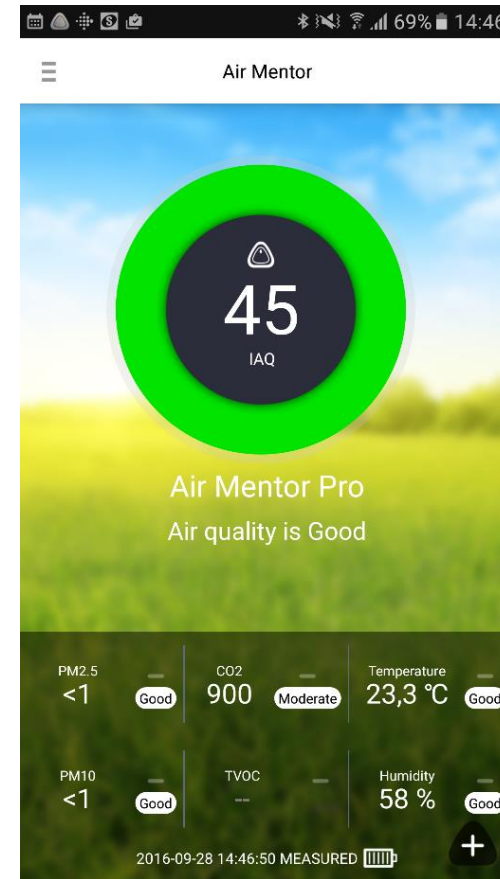 69% 14:46
Air Mentor
45
IAQ
Air Mentor Pro
Air quality is Good
PM2.5
<1 Good
CO2
900 Moderate
Temperature
23,3 ℃ Good
PM10
<1 Good
TVOC
--
Humidity
58 % Good
2016-09-28 14:46:50 MEASURED